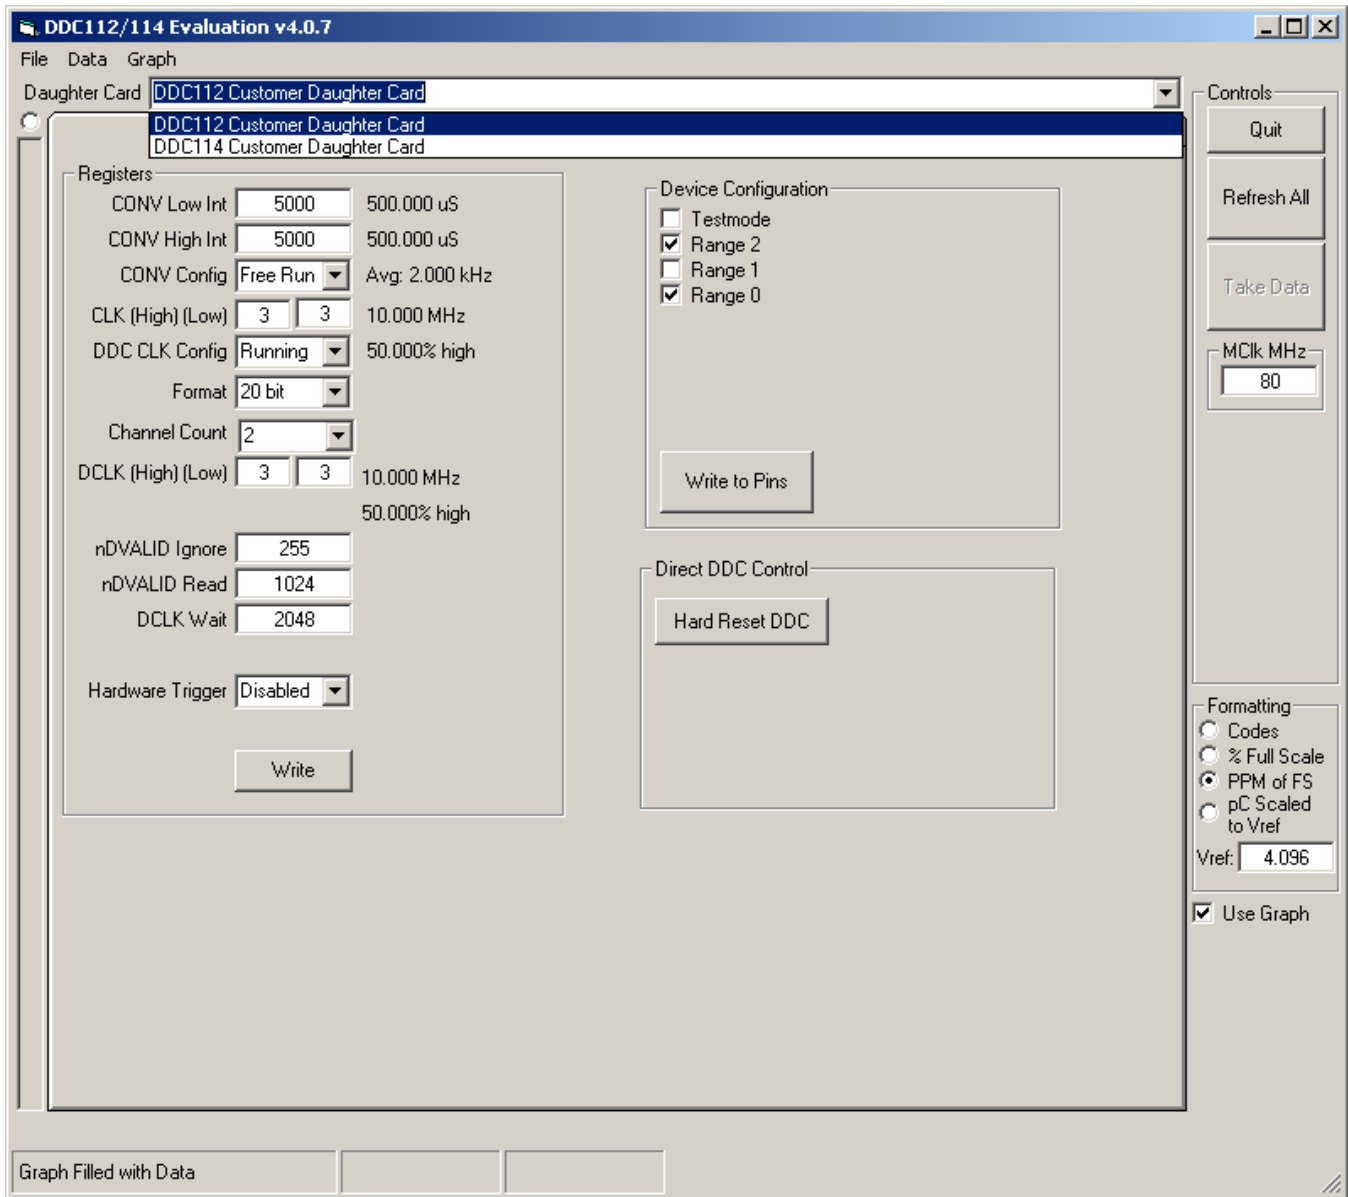 DDC112/114 Evaluation v4.0.7
File Data Graph
Daughter Card DDC112 Customer Daughter Card
DDC112 Customer Daughter Card
DDC114 Customer Daughter Card
Registers
CONV Low Int 5000 500.000 uS
CONV High Int 5000 500.000 uS
CONV Config Free Run Avg: 2.000 kHz
CLK (High) (Low) 3 3 10.000 MHz
DDC CLK Config Running 50.000% high
Format 20 bit
Channel Count 2
DCLK (High) (Low) 3 3 10.000 MHz
50.000% high
nDVALID Ignore 255
nDVALID Read 1024
DCLK Wait 2048
Hardware Trigger Disabled
Write
Device Configuration
Testmode
Range 2
Range 1
Range 0
Write to Pins
Direct DDC Control
Hard Reset DDC
Controls
Quit
Refresh All
Take Data
MClk MHz
80
Formatting
Codes
% Full Scale
PPM of FS
pC Scaled
to Vref
Vref: 4.096
Use Graph
Graph Filled with Data